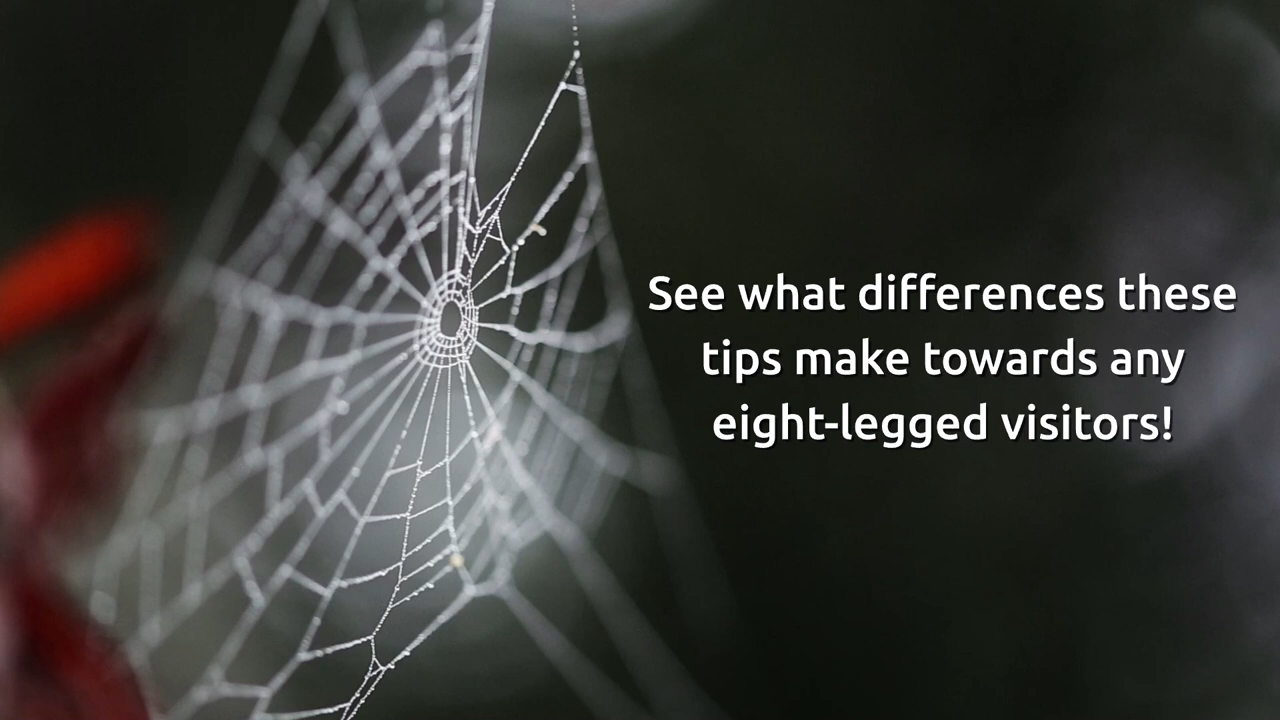 See what differences these
tips make towards any
eight-legged visitors!